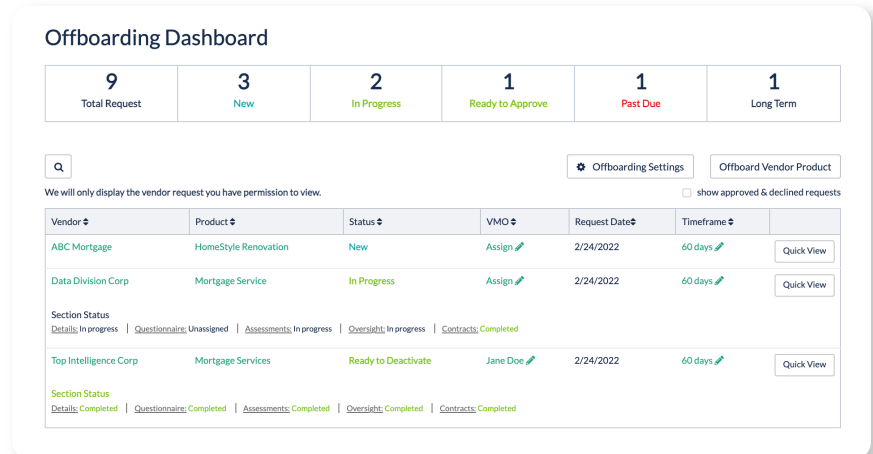 Offboarding Dashboard
9 3 2 1 1 1
Total Request New In Progress Ready to Approve Past Due Long Term
Offboarding Settings Offboard Vendor Product
We will only display the vendor request you have permission to view. show approved & declined requests
Vendor Product Status VMO Request Date Timeframe
ABC Mortgage HomeStyle Renovation New Assign 2/24/2022 60 days Quick View
Data Division Corp Mortgage Service In Progress Assign 2/24/2022 60 days Quick View
Section Status
Details: In progress | Questionnaire: Unassigned | Assessments: In progress | Oversight: In progress | Contracts: Completed
Top Intelligence Corp Mortgage Services Ready to Deactivate Jane Doe 2/24/2022 60 days Quick View
Section Status
Details: Completed | Questionnaire: Completed | Assessments: Completed | Oversight: Completed | Contracts: Completed